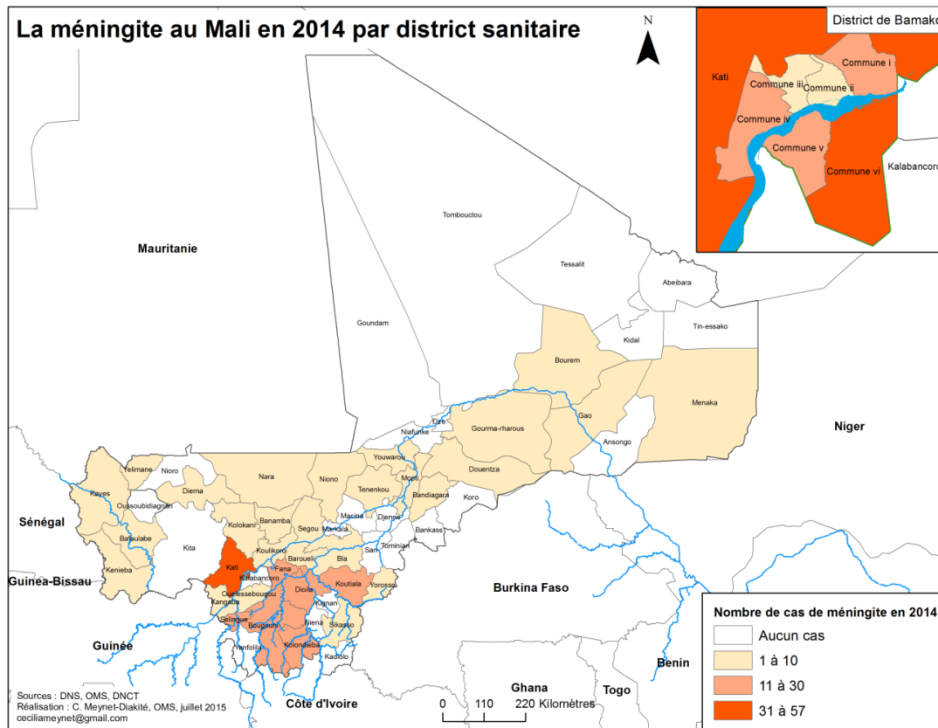 La méningite au Mali en 2014 par district sanitaire
N
District de Bamako
Kati
Commune i
Commune iii
Commune ii
Commune iv
Commune v
Commune vi
Kalabancoro
Mauritanie
Tombouctou
Tessalit
Abeibara
Goundam
Kidal
Tin-essako
Bourem
Menaka
Gao
Dire
Niafunke
Gourma-rharous
Ansongo
Niger
Youwarou
Yelimane
Nioro
Nara
Douentza
Kayes
Diema
Niono
Mopti
Tenenkou
Bandiagara
Koro
Oussoubidiagnan
Macina
Djenne
Sénégal
Kolokani
Banamba
Segou
Markala
Bankass
Bafoulabe
Kita
Koulikoro
San
Tominian
Kenieba
Kati
Baroueli
Bla
Fana
Guinea-Bissau
Kalabancoro
Dioila
Koutiala
Yorosso
Burkina Faso
Ouelessebougou
Kangaba
Kignan
Selingue
Bougouni
Niena
Sikasso
Guinée
Yanfolila
Kolondieba
Kadiolo
Benin
Ghana
Togo
Côte d'Ivoire
Nombre de cas de méningite en 2014
Aucun cas
1 à 10
11 à 30
31 à 57
Sources : DNS, OMS, DNCT
Réalisation : C. Meynet-Diakité, OMS, juillet 2015
ceciliameynet@gmail.com
0 110 220 Kilomètres